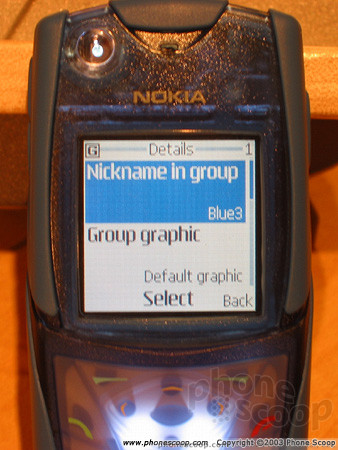 NOKIA
G Details 1
Nickname in group
Blue3
Group graphic
Default graphic
Select Back
phone
scoop
www.phonescoop.com Copyright ©2003 Phone Scoop